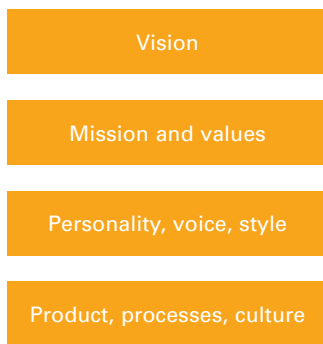 Vision
Mission and values
Personality, voice, style
Product, processes, culture